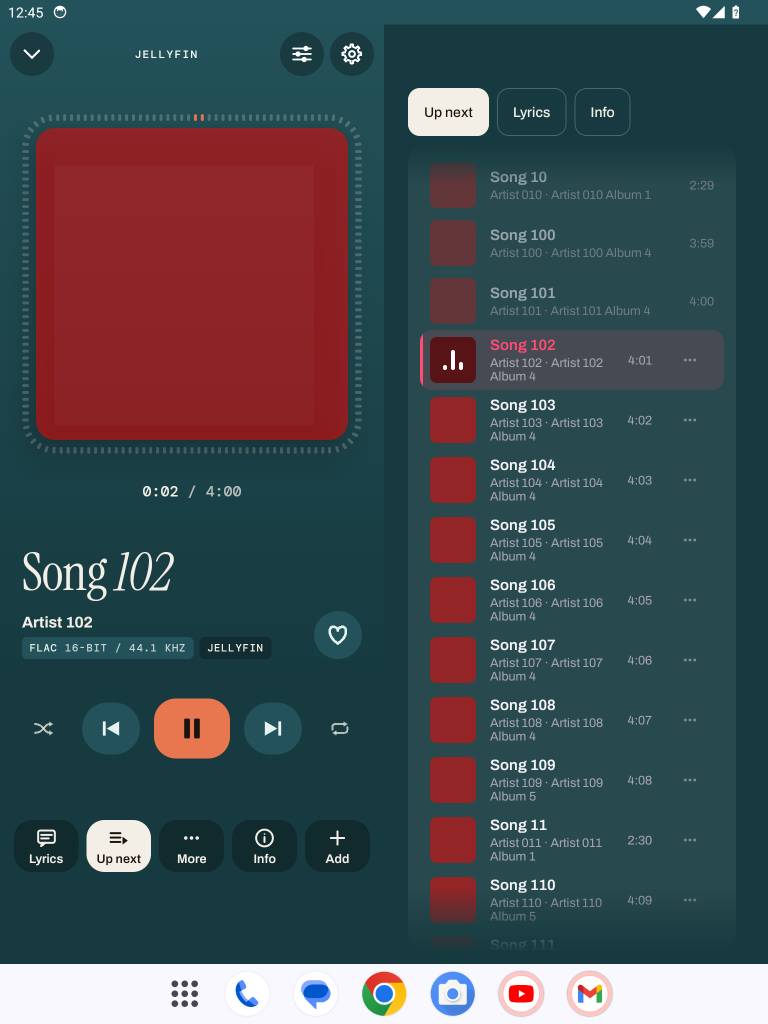 12:45
JELLYFIN
0:02 / 4:00
Song 102
Artist 102
FLAC 16-BIT / 44.1 KHZ JELLYFIN
Lyrics Up next More Info Add
Up next Lyrics Info
Song 10
Artist 010 · Artist 010 Album 1 2:29
Song 100
Artist 100 · Artist 100 Album 4 3:59
Song 101
Artist 101 · Artist 101 Album 4 4:00
Song 102
Artist 102 · Artist 102 4:01
Album 4
Song 103
Artist 103 · Artist 103 4:02
Album 4
Song 104
Artist 104 · Artist 104 4:03
Album 4
Song 105
Artist 105 · Artist 105 4:04
Album 4
Song 106
Artist 106 · Artist 106 4:05
Album 4
Song 107
Artist 107 · Artist 107 4:06
Album 4
Song 108
Artist 108 · Artist 108 4:07
Album 4
Song 109
Artist 109 · Artist 109 4:08
Album 5
Song 11
Artist 011 · Artist 011 2:30
Album 1
Song 110
Artist 110 · Artist 110 4:09
Album 5
Song 111